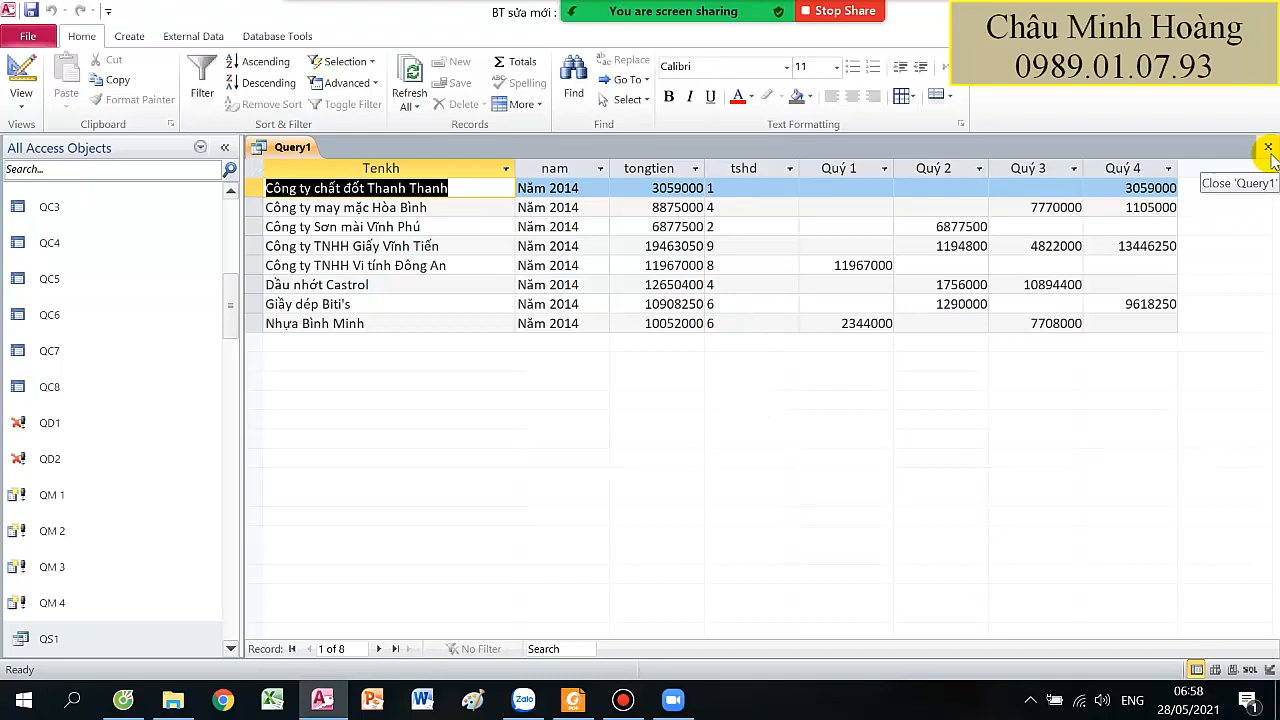 BT sửa mới :
You are screen sharing
Stop Share
Châu Minh Hoàng
0989.01.07.93
File
Home
Create
External Data
Database Tools
View
Views
Paste
Cut
Copy
Format Painter
Clipboard
Filter
Ascending
Descending
Remove Sort
Selection
Advanced
Toggle Filter
Sort & Filter
Refresh
All
New
Save
Delete
Totals
Spelling
More
Records
Find
Replace
Go To
Select
Find
Calibri
11
B I U A
Text Formatting
All Access Objects
Search...
QC3
QC4
QC5
QC6
QC7
QC8
QD1
QD2
QM 1
QM 2
QM 3
QM 4
QS1
Query1
Close 'Query1'
Tenkh nam tongtien tshd Quý 1 Quý 2 Quý 3 Quý 4
Công ty chất đốt Thanh Thanh Năm 2014 3059000 1 3059000
Công ty may mặc Hòa Bình Năm 2014 8875000 4 7770000 1105000
Công ty Sơn mài Vĩnh Phú Năm 2014 6877500 2 6877500
Công ty TNHH Giấy Vĩnh Tiến Năm 2014 19463050 9 1194800 4822000 13446250
Công ty TNHH Vi tính Đông An Năm 2014 11967000 8 11967000
Dầu nhớt Castrol Năm 2014 12650400 4 1756000 10894400
Giầy dép Biti's Năm 2014 10908250 6 1290000 9618250
Nhựa Bình Minh Năm 2014 10052000 6 2344000 7708000
Record: 1 of 8 No Filter Search
Ready
SQL
Zalo
ENG
06:58
28/05/2021
1